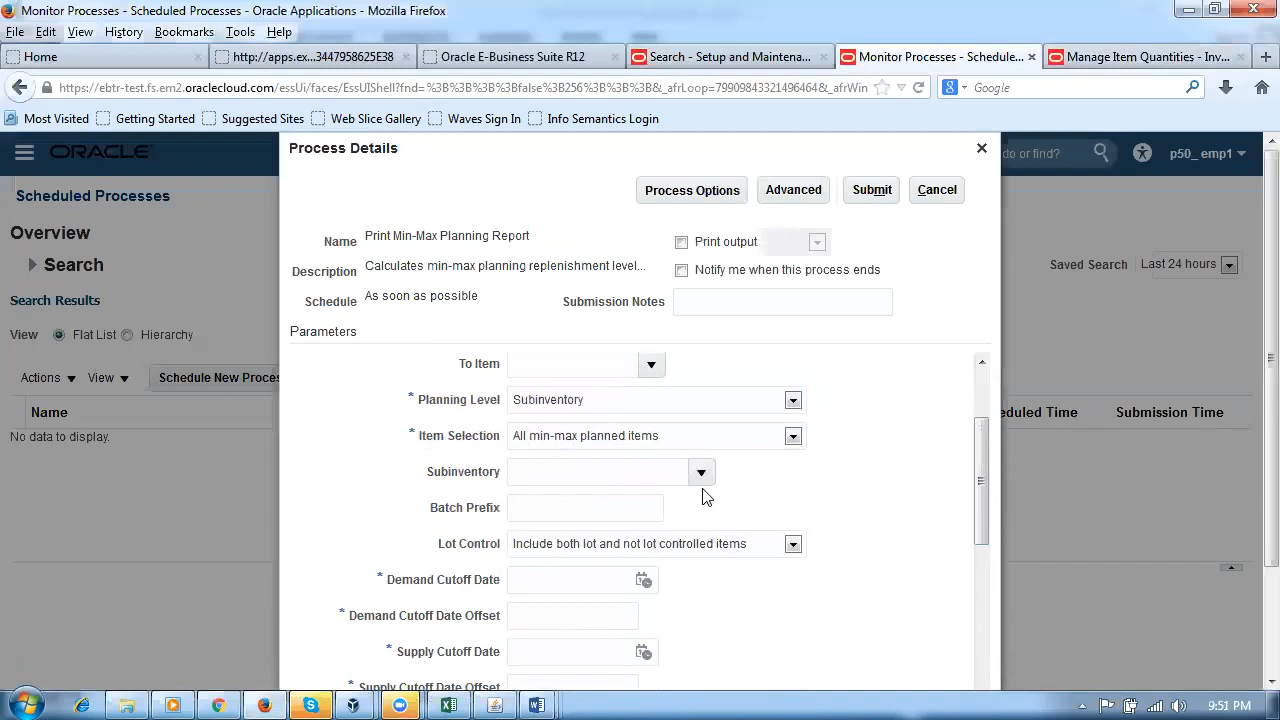 Monitor Processes - Scheduled Processes - Oracle Applications - Mozilla Firefox
File Edit View History Bookmarks Tools Help
Home http://apps.ex...3447958625E38 Oracle E-Business Suite R12 Search - Setup and Maintena... Monitor Processes - Schedule... Manage Item Quantities - Inv...
https://ebtr-test.fs.em2.oraclecloud.com/essUi/faces/EssUIShell?fnd=%3B%3B%3B%3Bfalse%3B256%3B%3B%3B&_afrLoop=79909843321496464&_afrWin Google
Most Visited Getting Started Suggested Sites Web Slice Gallery Waves Sign In Info Semantics Login
ORACLE do or find? p50_emp1
Process Details
Process Options Advanced Submit Cancel
Scheduled Processes
Overview
Search
Saved Search Last 24 hours
Search Results
View Flat List Hierarchy
Actions View Schedule New Proces
Name eduled Time Submission Time
No data to display.
Name Print Min-Max Planning Report Print output
Description Calculates min-max planning replenishment level... Notify me when this process ends
Schedule As soon as possible Submission Notes
Parameters
To Item
* Planning Level Subinventory
* Item Selection All min-max planned items
Subinventory
Batch Prefix
Lot Control Include both lot and not lot controlled items
* Demand Cutoff Date
* Demand Cutoff Date Offset
* Supply Cutoff Date
* Supply Cutoff Date Offset
9:51 PM